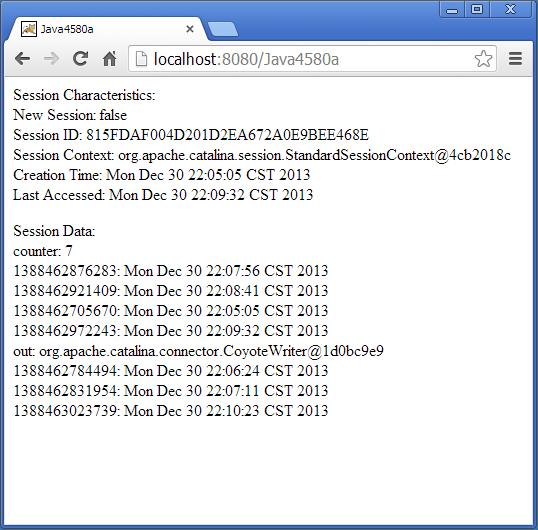 Java4580a
localhost:8080/Java4580a
Session Characteristics:
New Session: false
Session ID: 815FDAF004D201D2EA672A0E9BEE468E
Session Context: org.apache.catalina.session.StandardSessionContext@4cb2018c
Creation Time: Mon Dec 30 22:05:05 CST 2013
Last Accessed: Mon Dec 30 22:09:32 CST 2013
Session Data:
counter: 7
1388462876283: Mon Dec 30 22:07:56 CST 2013
1388462921409: Mon Dec 30 22:08:41 CST 2013
1388462705670: Mon Dec 30 22:05:05 CST 2013
1388462972243: Mon Dec 30 22:09:32 CST 2013
out: org.apache.catalina.connector.CoyoteWriter@1d0bc9e9
1388462784494: Mon Dec 30 22:06:24 CST 2013
1388462831954: Mon Dec 30 22:07:11 CST 2013
1388463023739: Mon Dec 30 22:10:23 CST 2013